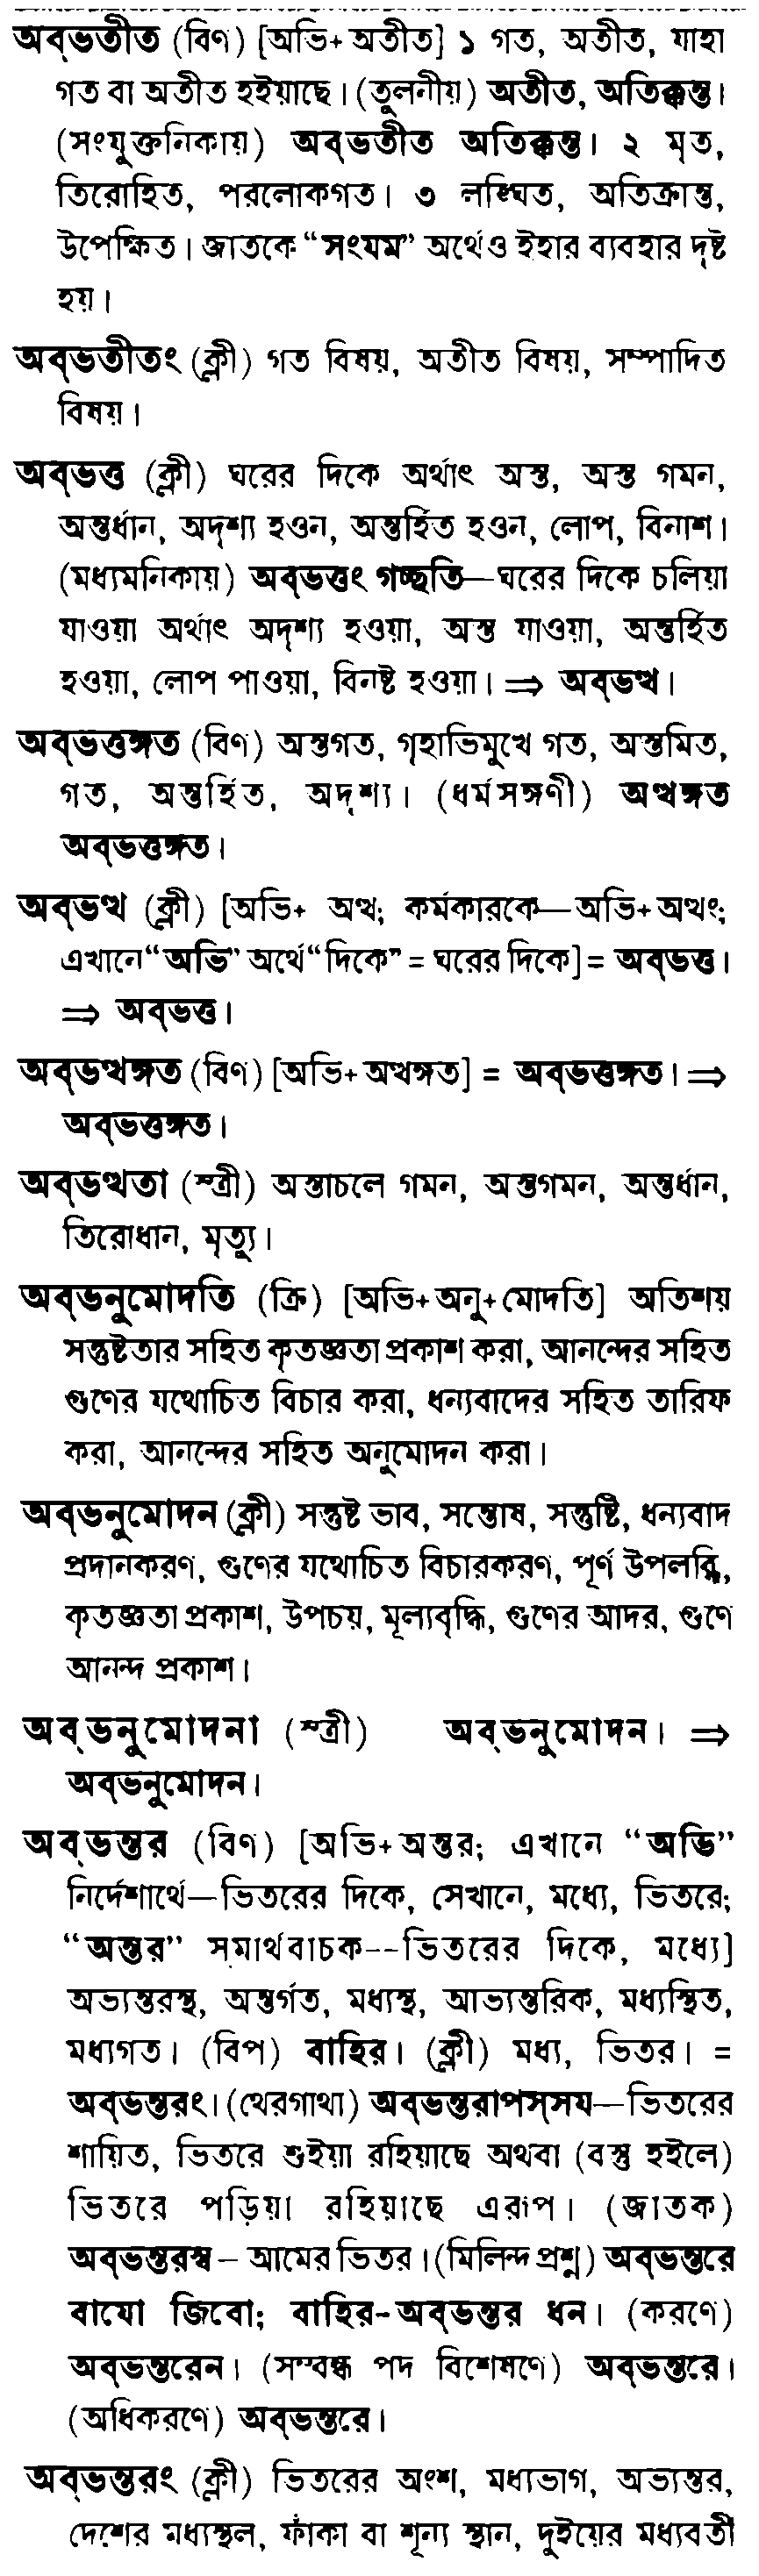 অব্ভতীত (বিণ) [অভি+অতীত] ১ গত, অতীত, যাহা
গত বা অতীত হইয়াছে। (তুলনীয়) অতীত, অতিক্কন্ত।
(সংযুক্তনিকায়) অব্ভতীত অতিক্কন্ত। ২ মৃত,
তিরোহিত, পরলোকগত। ৩ লঙ্ঘিত, অতিক্রান্ত,
উপেক্ষিত। জাতকে “সংযম” অর্থেও ইহার ব্যবহার দৃষ্ট
হয়।
অব্ভতীতং (ক্লী) গত বিষয়, অতীত বিষয়, সম্পাদিত
বিষয়।
অব্ভত্ত (ক্লী) ঘরের দিকে অর্থাৎ অস্ত, অস্ত গমন,
অন্তর্ধান, অদৃশ্য হওন, অন্তর্হিত হওন, লোপ, বিনাশ।
(মধ্যমনিকায়) অব্ভত্তং গচ্ছতি—ঘরের দিকে চলিয়া
যাওয়া অর্থাৎ অদৃশ্য হওয়া, অস্ত যাওয়া, অন্তর্হিত
হওয়া, লোপ পাওয়া, বিনষ্ট হওয়া। ⇒ অব্ভত্থ।
অব্ভত্তঙ্গত (বিণ) অস্তগত, গৃহাভিমুখে গত, অস্তমিত,
গত, অন্তর্হিত, অদৃশ্য। (ধর্মসঙ্গণী) অত্থঙ্গত
অব্ভত্তঙ্গত।
অব্ভত্থ (ক্লী) [অভি+ অত্থ; কর্মকারকে—অভি+অত্থং;
এখানে “অভি” অর্থে “দিকে” = ঘরের দিকে] = অব্ভত্ত।
⇒ অব্ভত্ত।
অব্ভত্থঙ্গত (বিণ) [অভি+অত্থঙ্গত] = অব্ভত্তঙ্গত। ⇒
অব্ভত্তঙ্গত।
অব্ভত্থতা (স্ত্রী) অস্তাচলে গমন, অস্তগমন, অন্তর্ধান,
তিরোধান, মৃত্যু।
অব্ভনুমোদতি (ক্রি) [অভি+অনু+মোদতি] অতিশয়
সন্তুষ্টতার সহিত কৃতজ্ঞতা প্রকাশ করা, আনন্দের সহিত
গুণের যথোচিত বিচার করা, ধন্যবাদের সহিত তারিফ
করা, আনন্দের সহিত অনুমোদন করা।
অব্ভনুমোদন (ক্লী) সন্তুষ্ট ভাব, সন্তোষ, সন্তুষ্টি, ধন্যবাদ
প্রদানকরণ, গুণের যথোচিত বিচারকরণ, পূর্ণ উপলব্ধি,
কৃতজ্ঞতা প্রকাশ, উপচয়, মূল্যবৃদ্ধি, গুণের আদর, গুণে
আনন্দ প্রকাশ।
অব্ভনুমোদনা (স্ত্রী) অব্ভনুমোদন। ⇒
অব্ভনুমোদন।
অব্ভন্তর (বিণ) [অভি+অন্তর; এখানে “অভি”
নির্দেশার্থে—ভিতরের দিকে, সেখানে, মধ্যে, ভিতরে;
“অন্তর” সমার্থবাচক--ভিতরের দিকে, মধ্যে]
অভ্যন্তরস্থ, অন্তর্গত, মধ্যস্থ, আভ্যন্তরিক, মধ্যস্থিত,
মধ্যগত। (বিপ) বাহির। (ক্লী) মধ্য, ভিতর। =
অব্ভন্তরং। (থেরগাথা) অব্ভন্তরাপস্সয—ভিতরের
শায়িত, ভিতরে শুইয়া রহিয়াছে অথবা (বস্তু হইলে)
ভিতরে পড়িয়া রহিয়াছে এরূপ। (জাতক)
অব্ভন্তরস্ব – আমের ভিতর। (মিলিন্দ প্রশ্ন) অব্ভন্তরে
বাযো জিবো; বাহির-অব্ভন্তর ধন। (করণে)
অব্ভন্তরেন। (সম্বন্ধ পদ বিশেষণে) অব্ভন্তরে।
(অধিকরণে) অব্ভন্তরে।
অব্ভন্তরং (ক্লী) ভিতরের অংশ, মধ্যভাগ, অভ্যন্তর,
দেশের মধ্যস্থল, ফাঁকা বা শূন্য স্থান, দুইয়ের মধ্যবর্তী